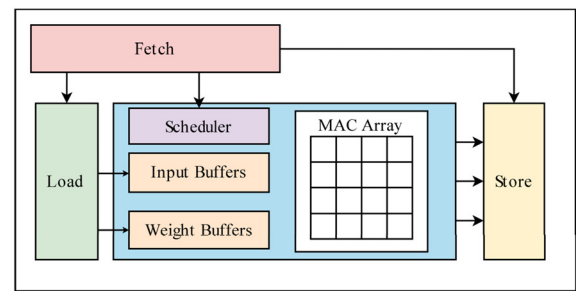 Fetch
Scheduler
MAC Array
Load
Input Buffers
Store
Weight Buffers